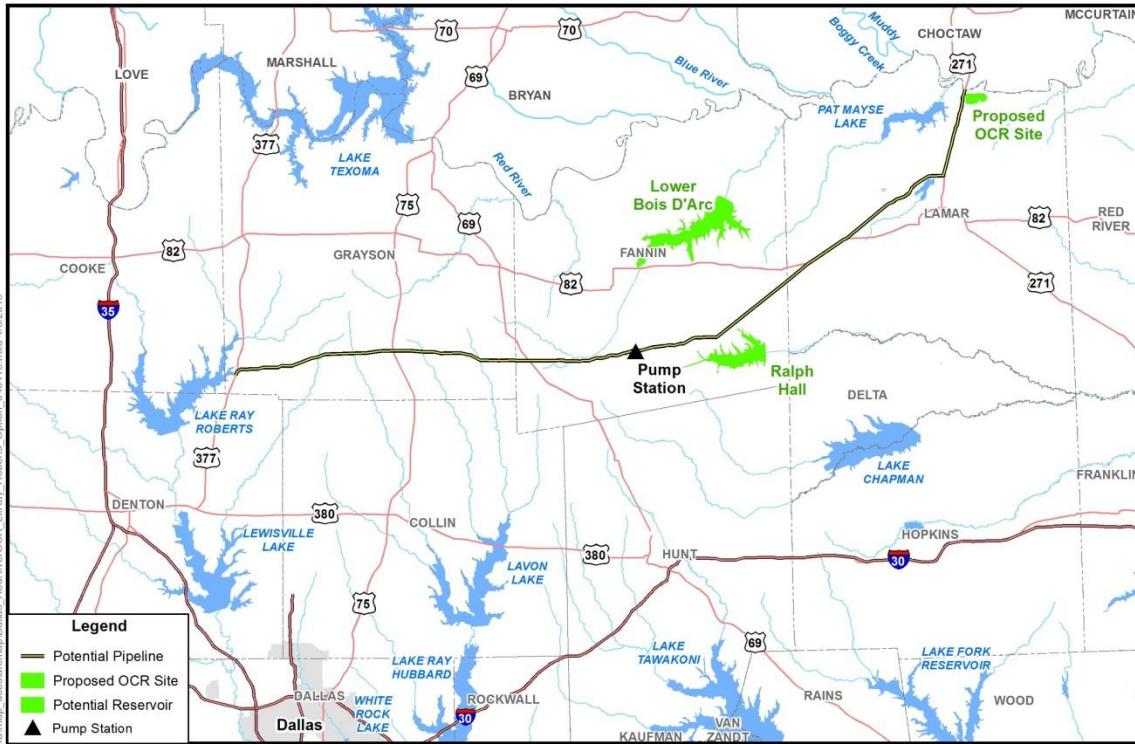 MCCURTAIN
70
70
Muddy
Boggy Creek
CHOCTAW
271
LOVE
MARSHALL
69
BRYAN
Blue River
PAT MAYSE
LAKE
Proposed
OCR Site
377
LAKE
TEXOMA
Red River
75
69
Lower
Bois D'Arc
LAMAR
82
RED
RIVER
82
COOKE
GRAYSON
FANNIN
82
271
35
Pump
Station
Ralph
Hall
DELTA
LAKE RAY
ROBERTS
377
LAKE
CHAPMAN
FRANKLIN
DENTON
380
COLLIN
LEWISVILLE
LAKE
LAVON
LAKE
380
HUNT
HOPKINS
30
75
Legend
Potential Pipeline
Proposed OCR Site
Potential Reservoir
Pump Station
LAKE RAY
HUBBARD
LAKE
TAWAKONI
69
LAKE FORK
RESERVOIR
DALLAS
WHITE
ROCK
LAKE
Dallas
30
ROCKWALL
RAINS
WOOD
KAUFMAN
VAN
ZANDT